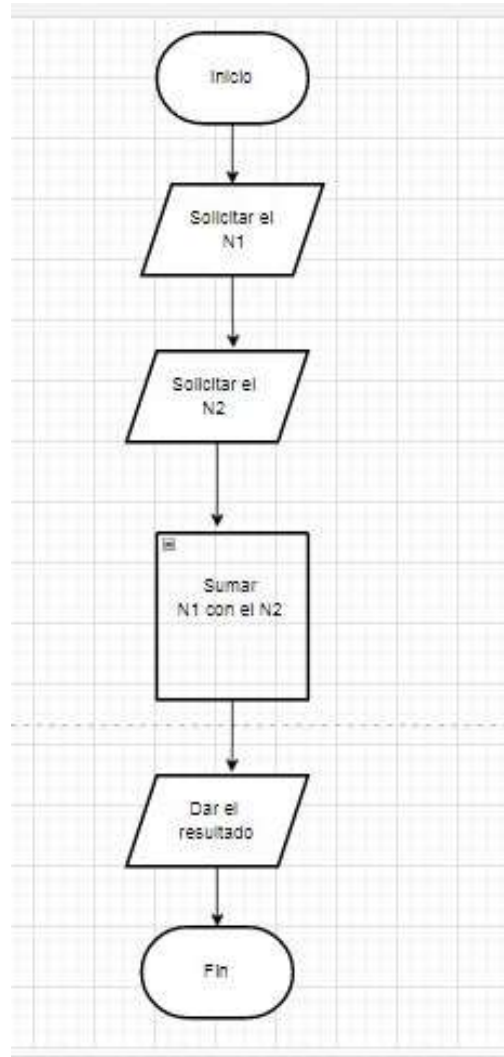 Inicio
Solicitar el
N1
Solicitar el
N2
Sumar
N1 con el N2
Dar el
resultado
Fin